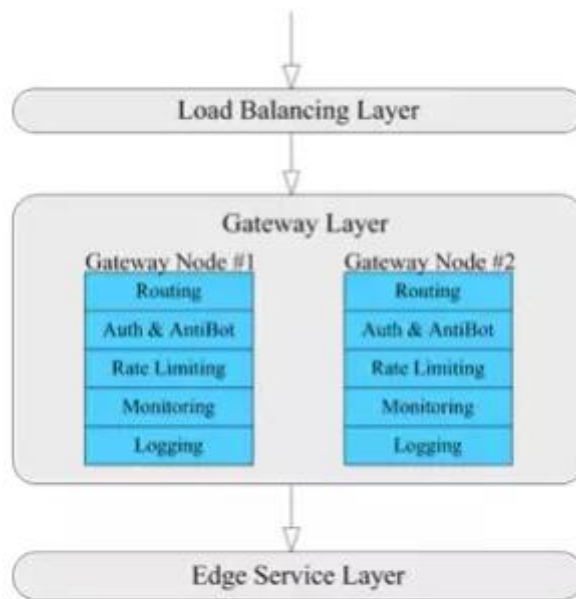 Load Balancing Layer
Gateway Layer
Gateway Node #1 Gateway Node #2
Routing Routing
Auth & AntiBot Auth & AntiBot
Rate Limiting Rate Limiting
Monitoring Monitoring
Logging Logging
Edge Service Layer